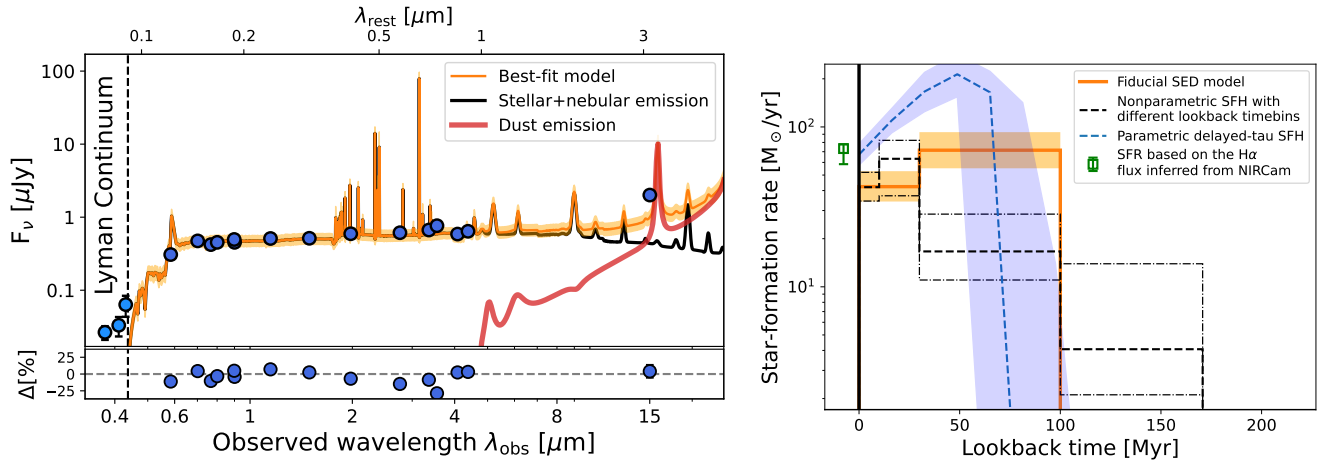 λrest [μm]
0.1 0.2 0.5 1 3
100
10
1
0.1
Fν [μJy]
Lyman Continuum
Best-fit model
Stellar+nebular emission
Dust emission
25
0
−25
Δ[%]
0.4 0.6 1 2 4 8 15
Observed wavelength λobs [μm]
Star-formation rate [M⊙/yr]
10²
10¹
Fiducial SED model
Nonparametric SFH with
different lookback timebins
Parametric delayed-tau SFH
SFR based on the Hα
flux inferred from NIRCam
0 50 100 150 200
Lookback time [Myr]